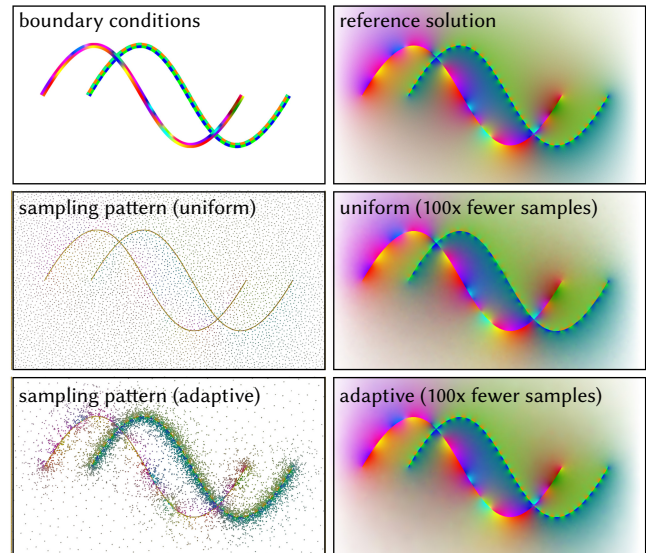 boundary conditions
reference solution
sampling pattern (uniform)
uniform (100x fewer samples)
sampling pattern (adaptive)
adaptive (100x fewer samples)